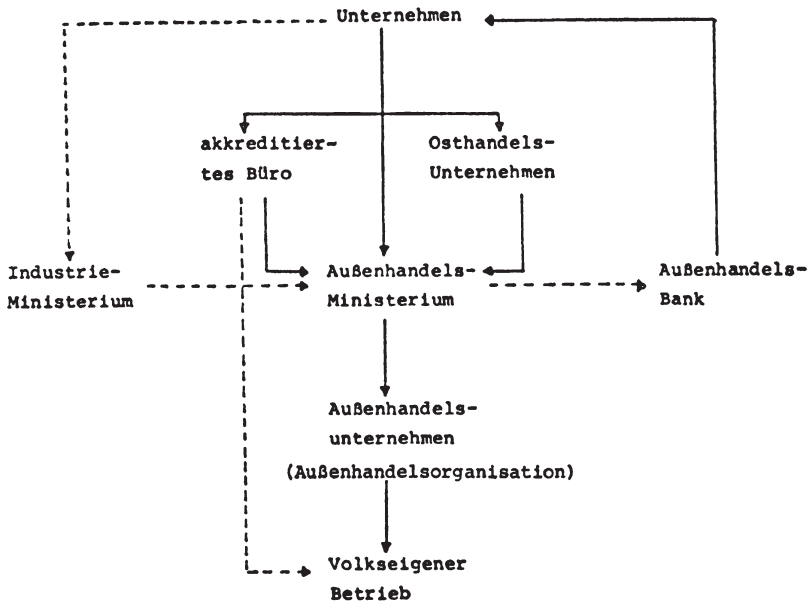 Unternehmen
akkreditier-
tes Büro
Osthandels-
Unternehmen
Industrie-
Ministerium
Außenhandels-
Ministerium
Außenhandels-
Bank
Außenhandels-
unternehmen
(Außenhandelsorganisation)
Volkseigener
Betrieb